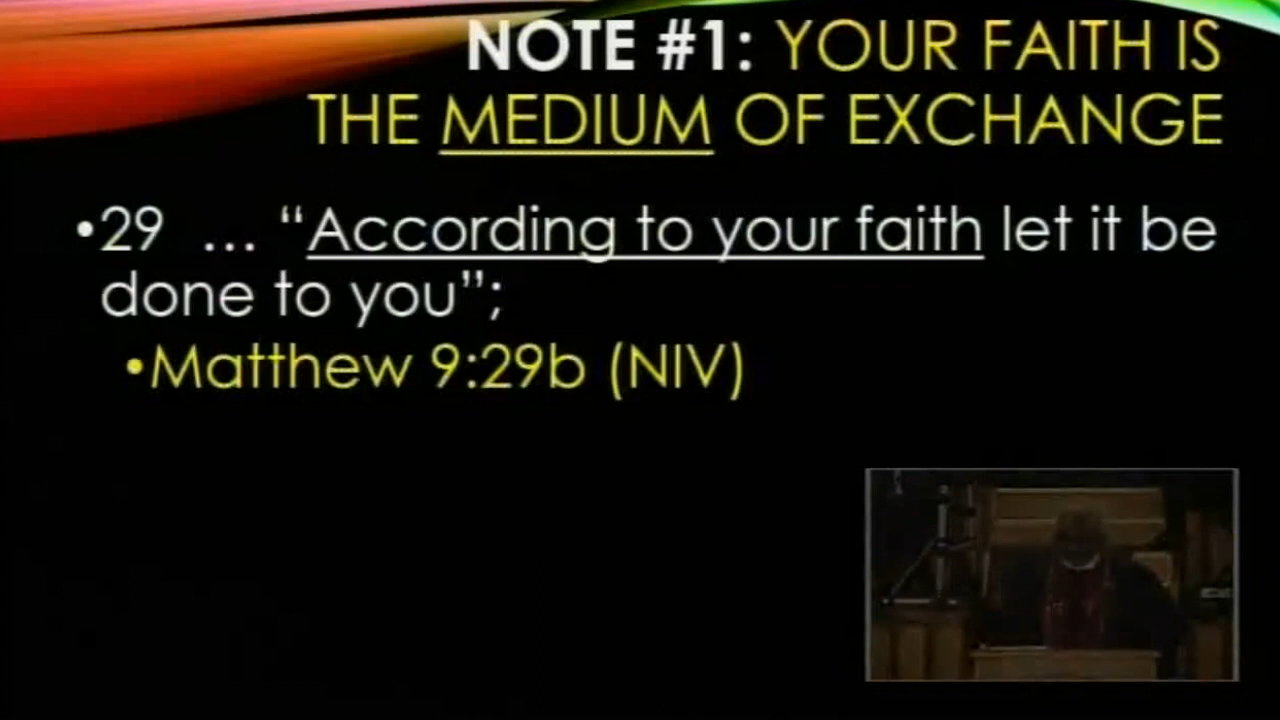 NOTE #1: YOUR FAITH IS
THE MEDIUM OF EXCHANGE
•29 ... “According to your faith let it be
done to you”;
•Matthew 9:29b (NIV)